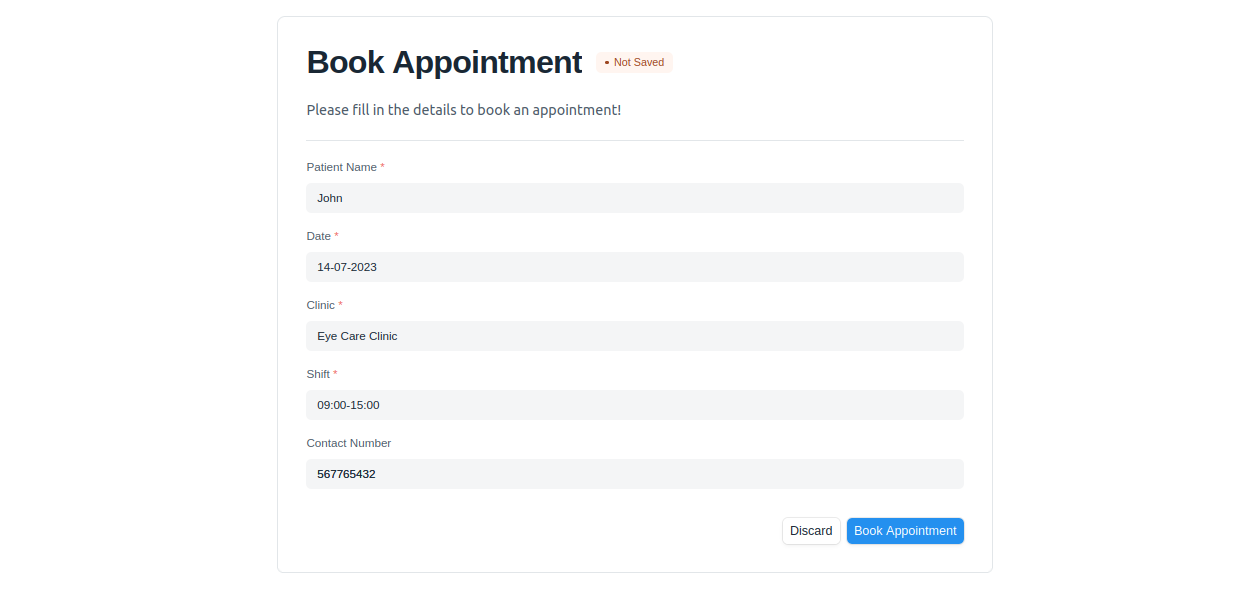 Book Appointment • Not Saved
Please fill in the details to book an appointment!
Patient Name *
John
Date *
14-07-2023
Clinic *
Eye Care Clinic
Shift *
09:00-15:00
Contact Number
567765432
Discard Book Appointment